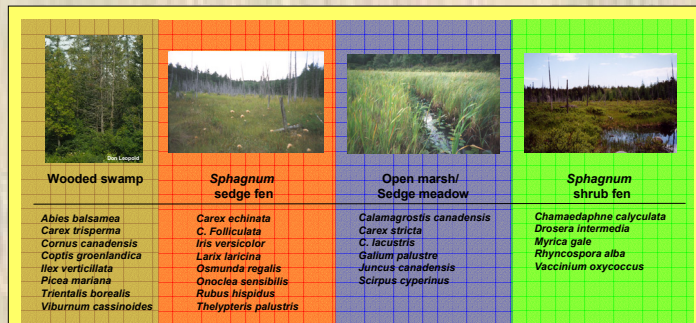 Don Leopold
Wooded swamp
Abies balsamea
Carex trisperma
Cornus canadensis
Coptis groenlandica
Ilex verticillata
Picea mariana
Trientalis borealis
Viburnum cassinoides
Sphagnum
sedge fen
Carex echinata
C. Folliculata
Iris versicolor
Larix laricina
Osmunda regalis
Onoclea sensibilis
Rubus hispidus
Thelypteris palustris
Open marsh/
Sedge meadow
Calamagrostis canadensis
Carex stricta
C. lacustris
Galium palustre
Juncus canadensis
Scirpus cyperinus
Sphagnum
shrub fen
Chamaedaphne calyculata
Drosera intermedia
Myrica gale
Rhyncospora alba
Vaccinium oxycoccus